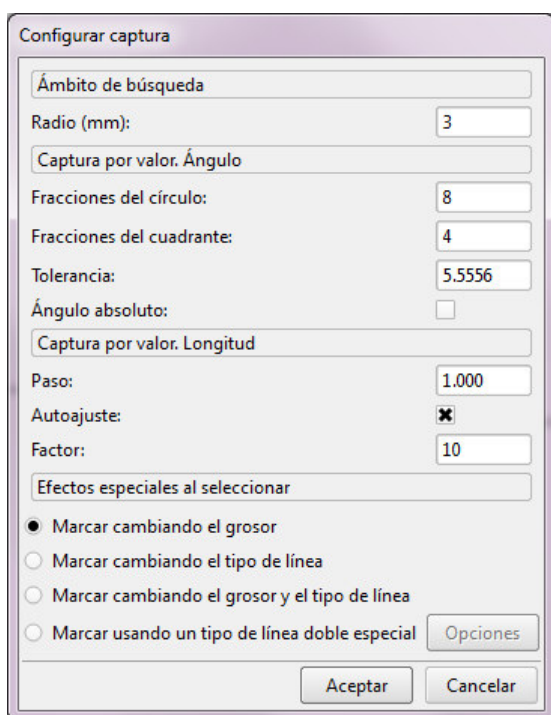 Configurar captura
Ámbito de búsqueda
Radio (mm): 3
Captura por valor. Ángulo
Fracciones del círculo: 8
Fracciones del cuadrante: 4
Tolerancia: 5.5556
Ángulo absoluto:
Captura por valor. Longitud
Paso: 1.000
Autoajuste:
Factor: 10
Efectos especiales al seleccionar
Marcar cambiando el grosor
Marcar cambiando el tipo de línea
Marcar cambiando el grosor y el tipo de línea
Marcar usando un tipo de línea doble especial Opciones
Aceptar Cancelar